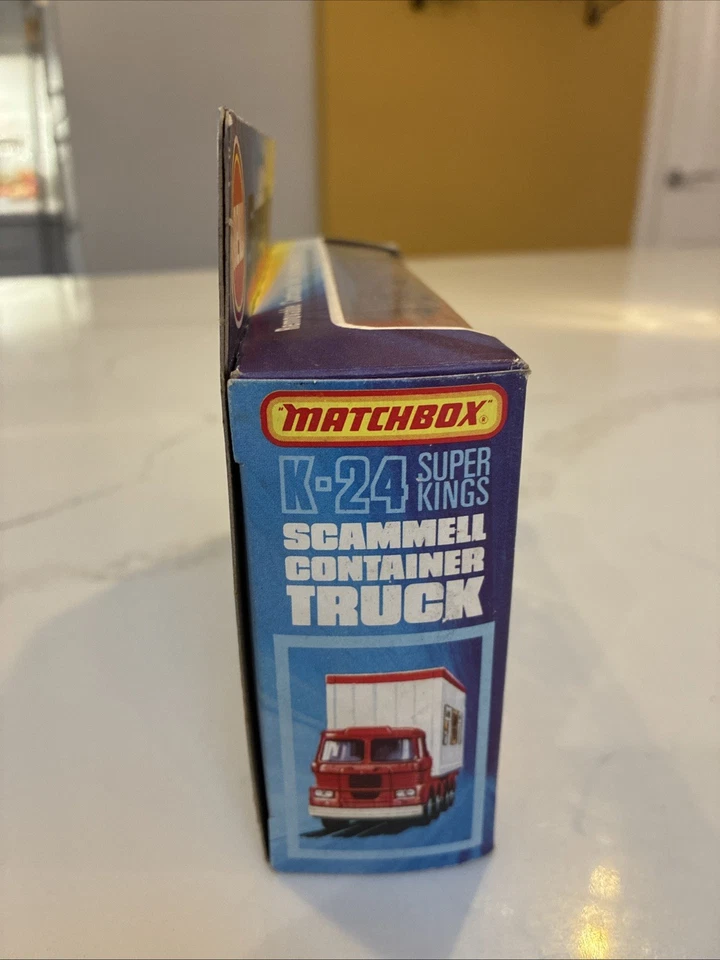 "MATCHBOX"®
K-24 SUPER KINGS
SCAMMELL
CONTAINER
TRUCK